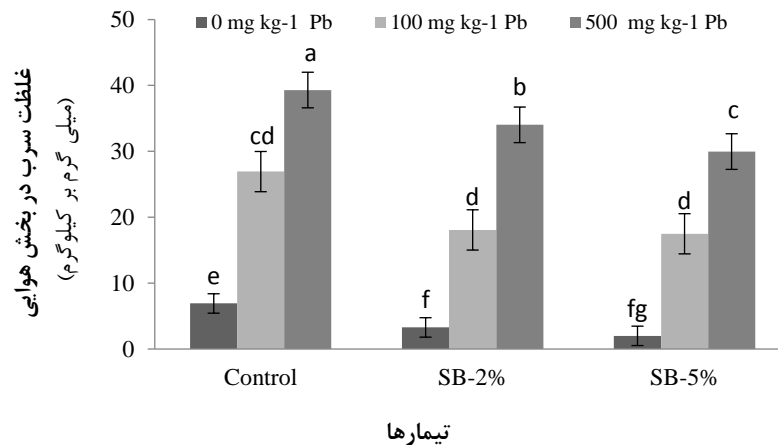 0 mg kg-1 Pb 100 mg kg-1 Pb 500 mg kg-1 Pb
غلظت سرب در بخش هوایی
(میلی گرم بر کیلوگرم)
50
40
30
20
10
0
a
b
c
cd
d
d
e
f
fg
Control SB-2% SB-5%
تیمارها